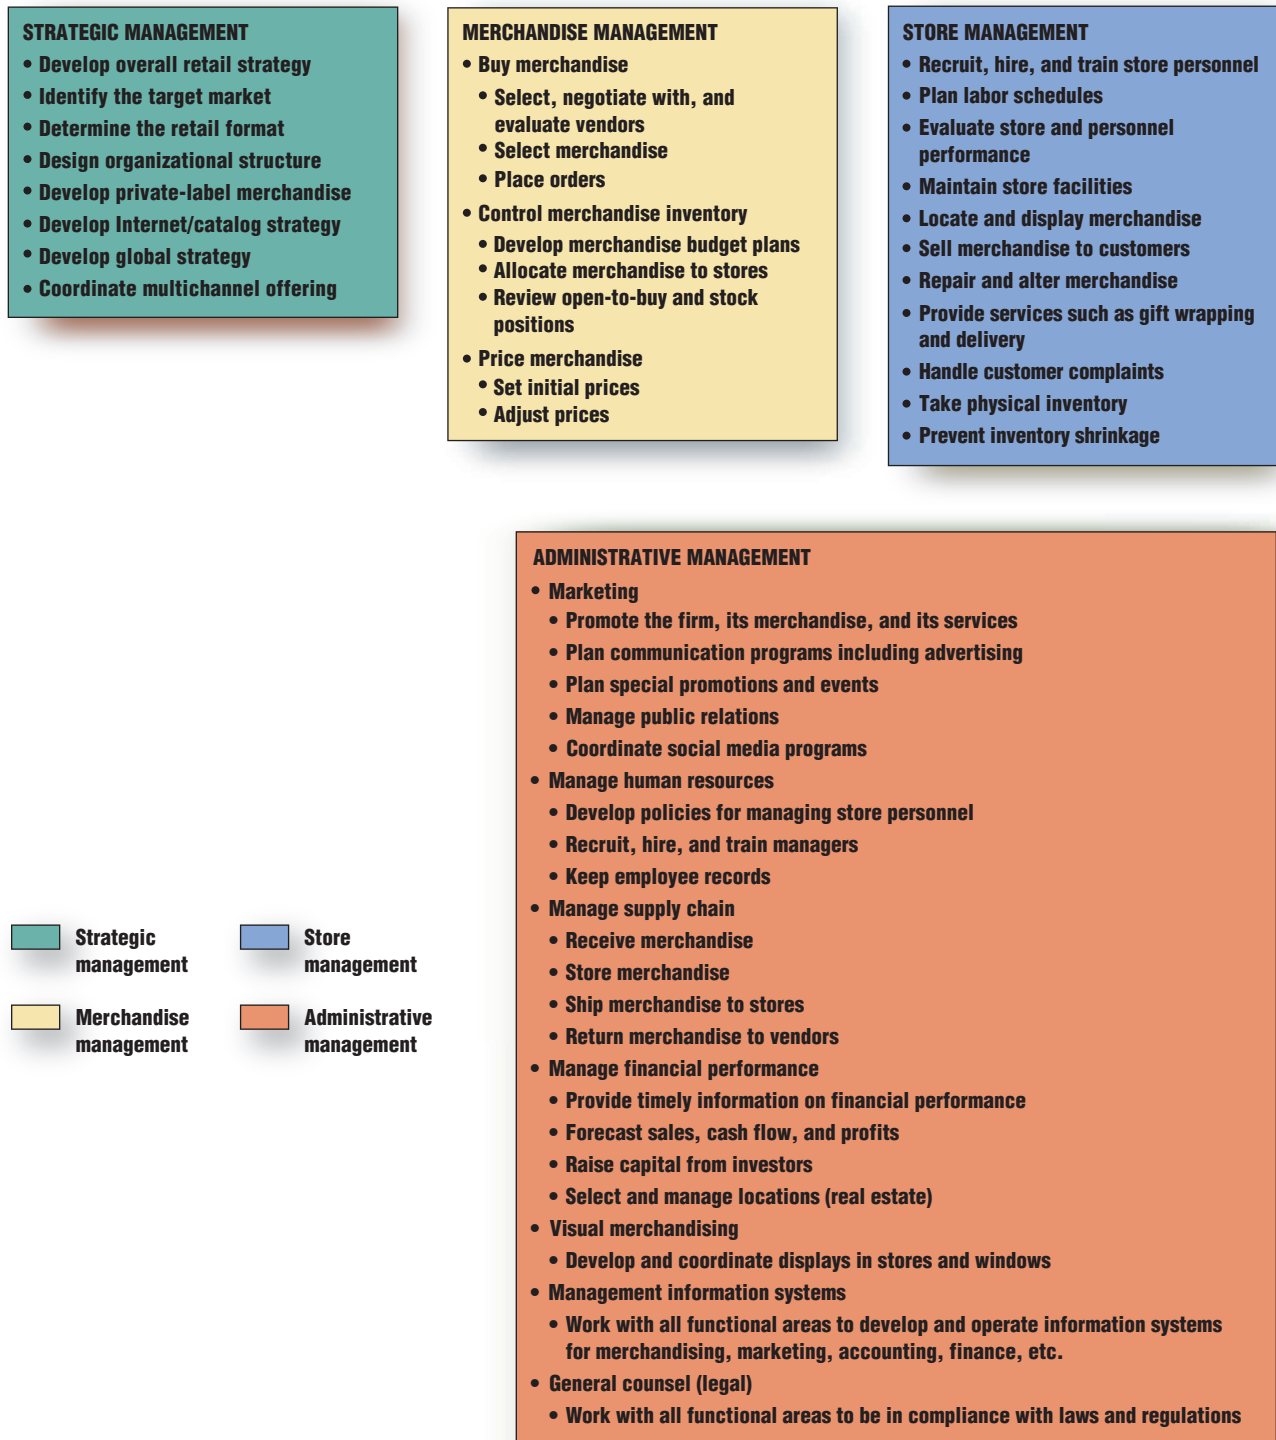 STRATEGIC MANAGEMENT
• Develop overall retail strategy
• Identify the target market
• Determine the retail format
• Design organizational structure
• Develop private-label merchandise
• Develop Internet/catalog strategy
• Develop global strategy
• Coordinate multichannel offering
MERCHANDISE MANAGEMENT
• Buy merchandise
• Select, negotiate with, and
evaluate vendors
• Select merchandise
• Place orders
• Control merchandise inventory
• Develop merchandise budget plans
• Allocate merchandise to stores
• Review open-to-buy and stock
positions
• Price merchandise
• Set initial prices
• Adjust prices
STORE MANAGEMENT
• Recruit, hire, and train store personnel
• Plan labor schedules
• Evaluate store and personnel
performance
• Maintain store facilities
• Locate and display merchandise
• Sell merchandise to customers
• Repair and alter merchandise
• Provide services such as gift wrapping
and delivery
• Handle customer complaints
• Take physical inventory
• Prevent inventory shrinkage
ADMINISTRATIVE MANAGEMENT
• Marketing
• Promote the firm, its merchandise, and its services
• Plan communication programs including advertising
• Plan special promotions and events
• Manage public relations
• Coordinate social media programs
• Manage human resources
• Develop policies for managing store personnel
• Recruit, hire, and train managers
• Keep employee records
• Manage supply chain
• Receive merchandise
• Store merchandise
• Ship merchandise to stores
• Return merchandise to vendors
• Manage financial performance
• Provide timely information on financial performance
• Forecast sales, cash flow, and profits
• Raise capital from investors
• Select and manage locations (real estate)
• Visual merchandising
• Develop and coordinate displays in stores and windows
• Management information systems
• Work with all functional areas to develop and operate information systems
for merchandising, marketing, accounting, finance, etc.
• General counsel (legal)
• Work with all functional areas to be in compliance with laws and regulations
Strategic
management
Store
management
Merchandise
management
Administrative
management